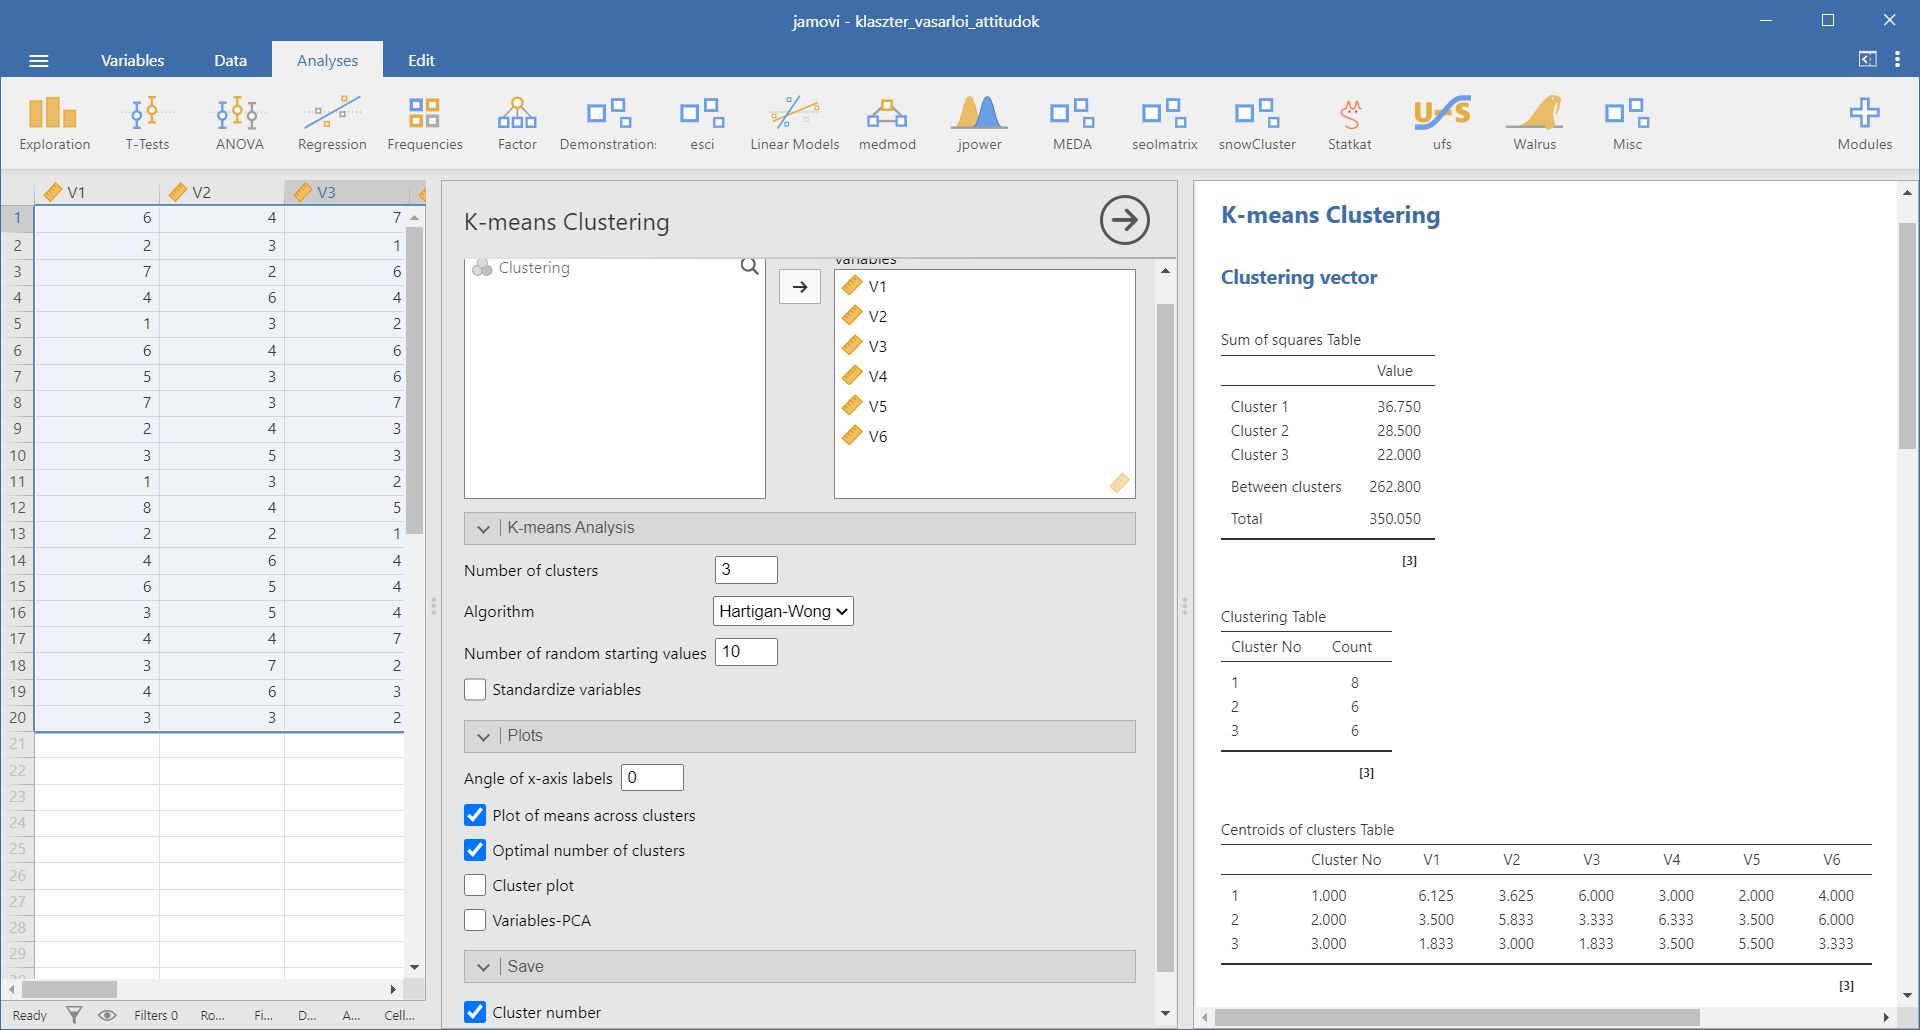 jamovi - klaszter_vasarloi_attitudok
Variables Data Analyses Edit
Exploration T-Tests ANOVA Regression Frequencies Factor Demonstrations esci Linear Models medmod jpower MEDA seolmatrix snowCluster Statkat ufs Walrus Misc Modules
V1 V2 V3
1 6 4 7
2 2 3 1
3 7 2 6
4 4 6 4
5 1 3 2
6 6 4 6
7 5 3 6
8 7 3 7
9 2 4 3
10 3 5 3
11 1 3 2
12 8 4 5
13 2 2 1
14 4 6 4
15 6 5 4
16 3 5 4
17 4 4 7
18 3 7 2
19 4 6 3
20 3 3 2
21
22
23
24
25
26
27
28
29
30
Ready Filters 0 Ro... Fi... D... A... Cell...
K-means Clustering
Clustering
Variables
V1
V2
V3
V4
V5
V6
K-means Analysis
Number of clusters 3
Algorithm Hartigan-Wong
Number of random starting values 10
Standardize variables
Plots
Angle of x-axis labels 0
Plot of means across clusters
Optimal number of clusters
Cluster plot
Variables-PCA
Save
Cluster number
K-means Clustering
Clustering vector
Sum of squares Table
Value
Cluster 1 36.750
Cluster 2 28.500
Cluster 3 22.000
Between clusters 262.800
Total 350.050
[3]
Clustering Table
Cluster No Count
1 8
2 6
3 6
[3]
Centroids of clusters Table
Cluster No V1 V2 V3 V4 V5 V6
1 1.000 6.125 3.625 6.000 3.000 2.000 4.000
2 2.000 3.500 5.833 3.333 6.333 3.500 6.000
3 3.000 1.833 3.000 1.833 3.500 5.500 3.333
[3]